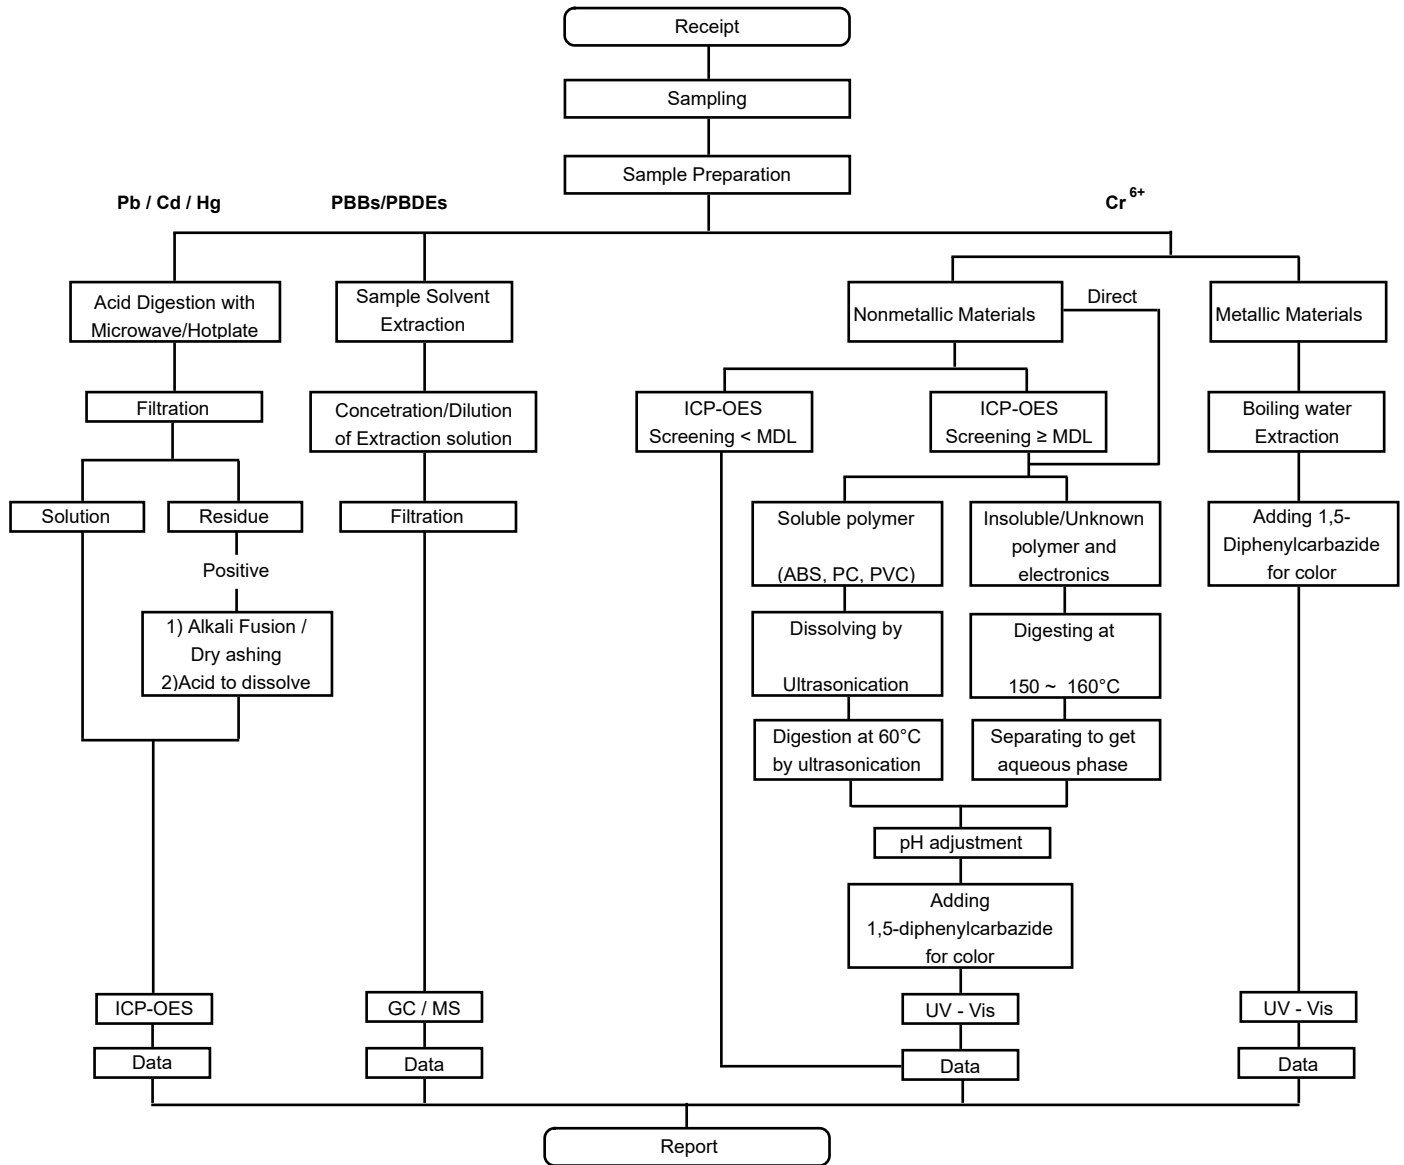 Receipt
Sampling
Sample Preparation
Pb / Cd / Hg
PBBs/PBDEs
Cr 6+
Acid Digestion with
Microwave/Hotplate
Sample Solvent
Extraction
Nonmetallic Materials
Direct
Metallic Materials
Filtration
Concetration/Dilution
of Extraction solution
ICP-OES
Screening < MDL
ICP-OES
Screening ≥ MDL
Boiling water
Extraction
Solution
Residue
Filtration
Soluble polymer
(ABS, PC, PVC)
Insoluble/Unknown
polymer and
electronics
Adding 1,5-
Diphenylcarbazide
for color
Positive
1) Alkali Fusion /
Dry ashing
2)Acid to dissolve
Dissolving by
Ultrasonication
Digesting at
150 ~ 160°C
Digestion at 60°C
by ultrasonication
Separating to get
aqueous phase
pH adjustment
Adding
1,5-diphenylcarbazide
for color
ICP-OES
GC / MS
UV - Vis
UV - Vis
Data
Data
Data
Data
Report